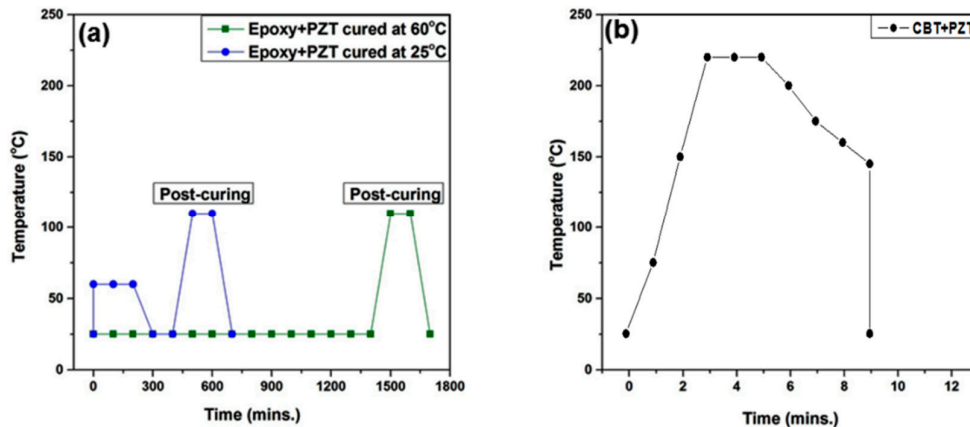 (a)
Epoxy+PZT cured at 60°C
Epoxy+PZT cured at 25°C
Post-curing Post-curing
Temperature (°C)
250
200
150
100
50
0
0 300 600 900 1200 1500 1800
Time (mins.)
(b)
CBT+PZT
Temperature (°C)
250
200
150
100
50
0
0 2 4 6 8 10 12
Time (mins.)